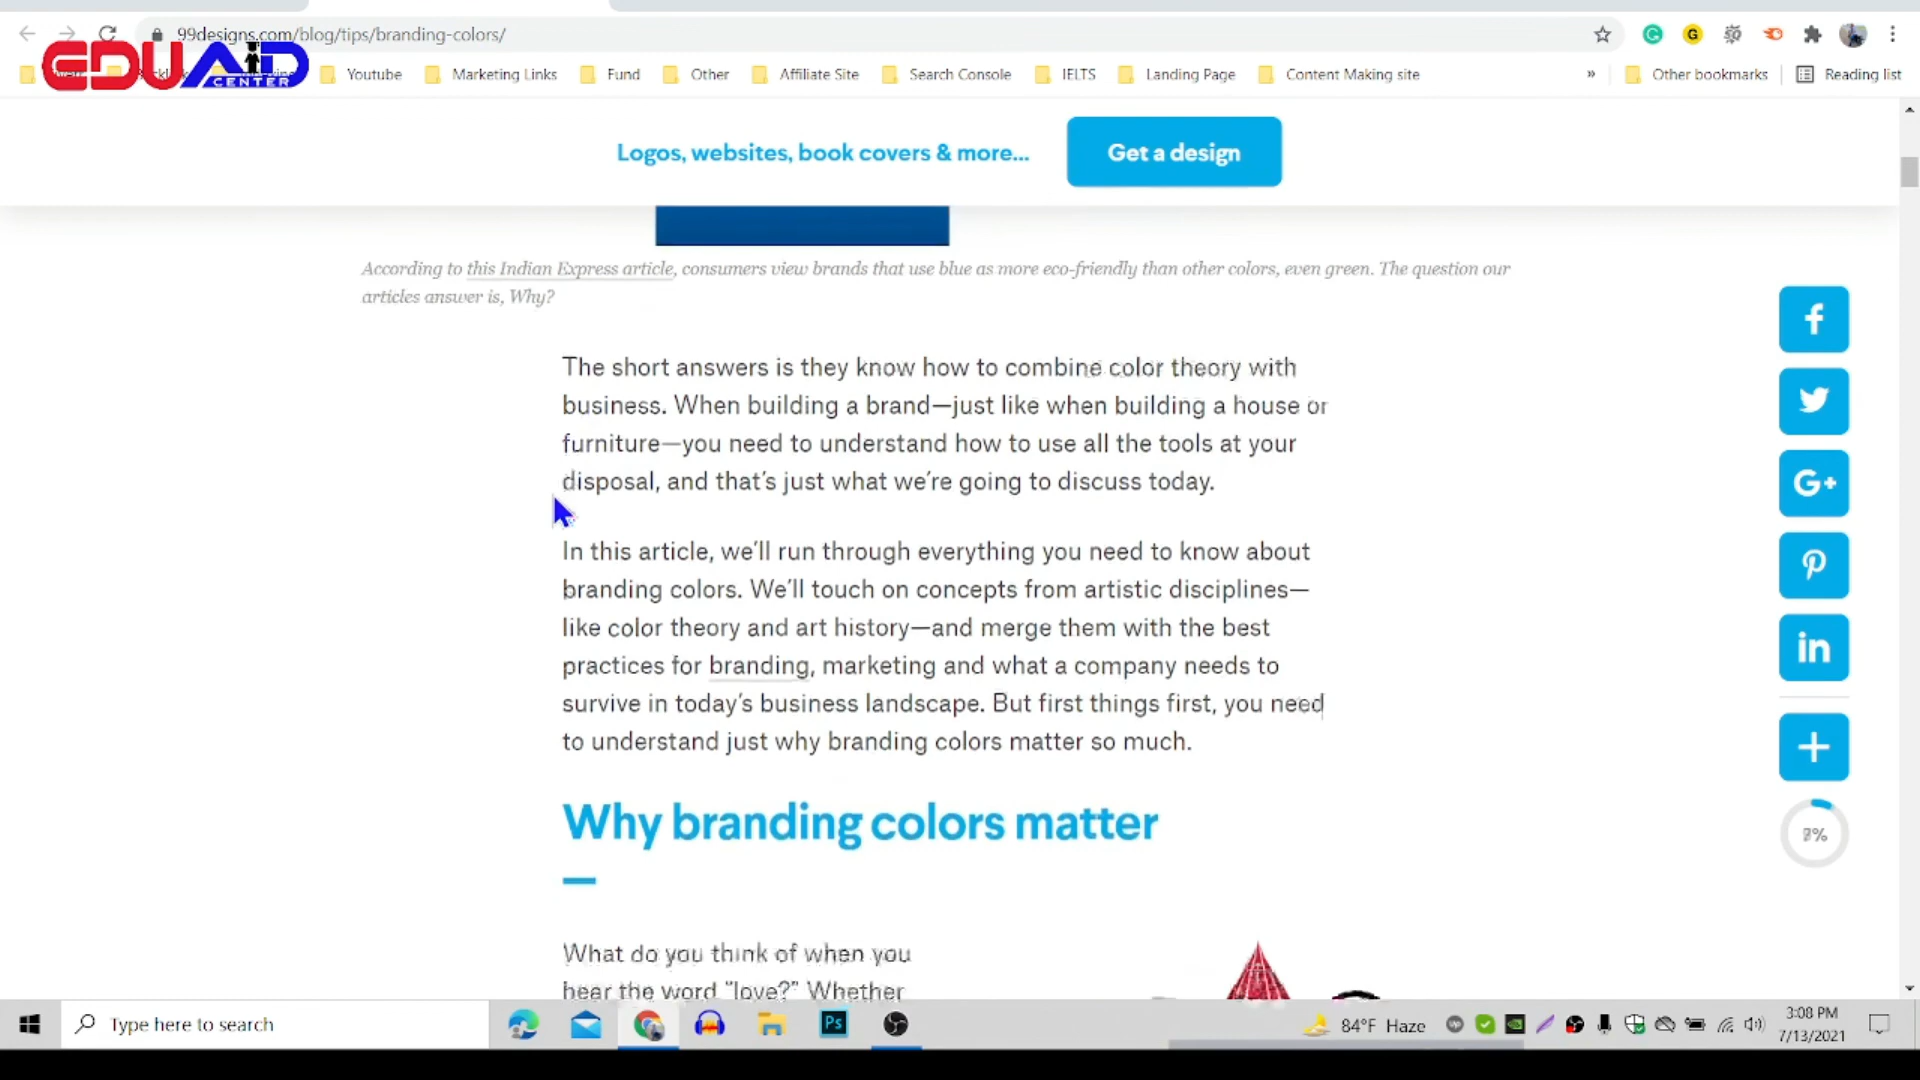 99designs.com/blog/tips/branding-colors/
EDUAID
CENTER
Youtube
Marketing Links
Fund
Other
Affiliate Site
Search Console
IELTS
Landing Page
Content Making site
»
Other bookmarks
Reading list
Logos, websites, book covers & more...
Get a design
According to this Indian Express article, consumers view brands that use blue as more eco-friendly than other colors, even green. The question our
articles answer is, Why?
The short answers is they know how to combine color theory with
business. When building a brand—just like when building a house or
furniture—you need to understand how to use all the tools at your
disposal, and that's just what we're going to discuss today.
In this article, we'll run through everything you need to know about
branding colors. We'll touch on concepts from artistic disciplines—
like color theory and art history—and merge them with the best
practices for branding, marketing and what a company needs to
survive in today's business landscape. But first things first, you need
to understand just why branding colors matter so much.
Why branding colors matter
What do you think of when you
hear the word "love?" Whether
Type here to search
Ps
84°F Haze
3:08 PM
7/13/2021